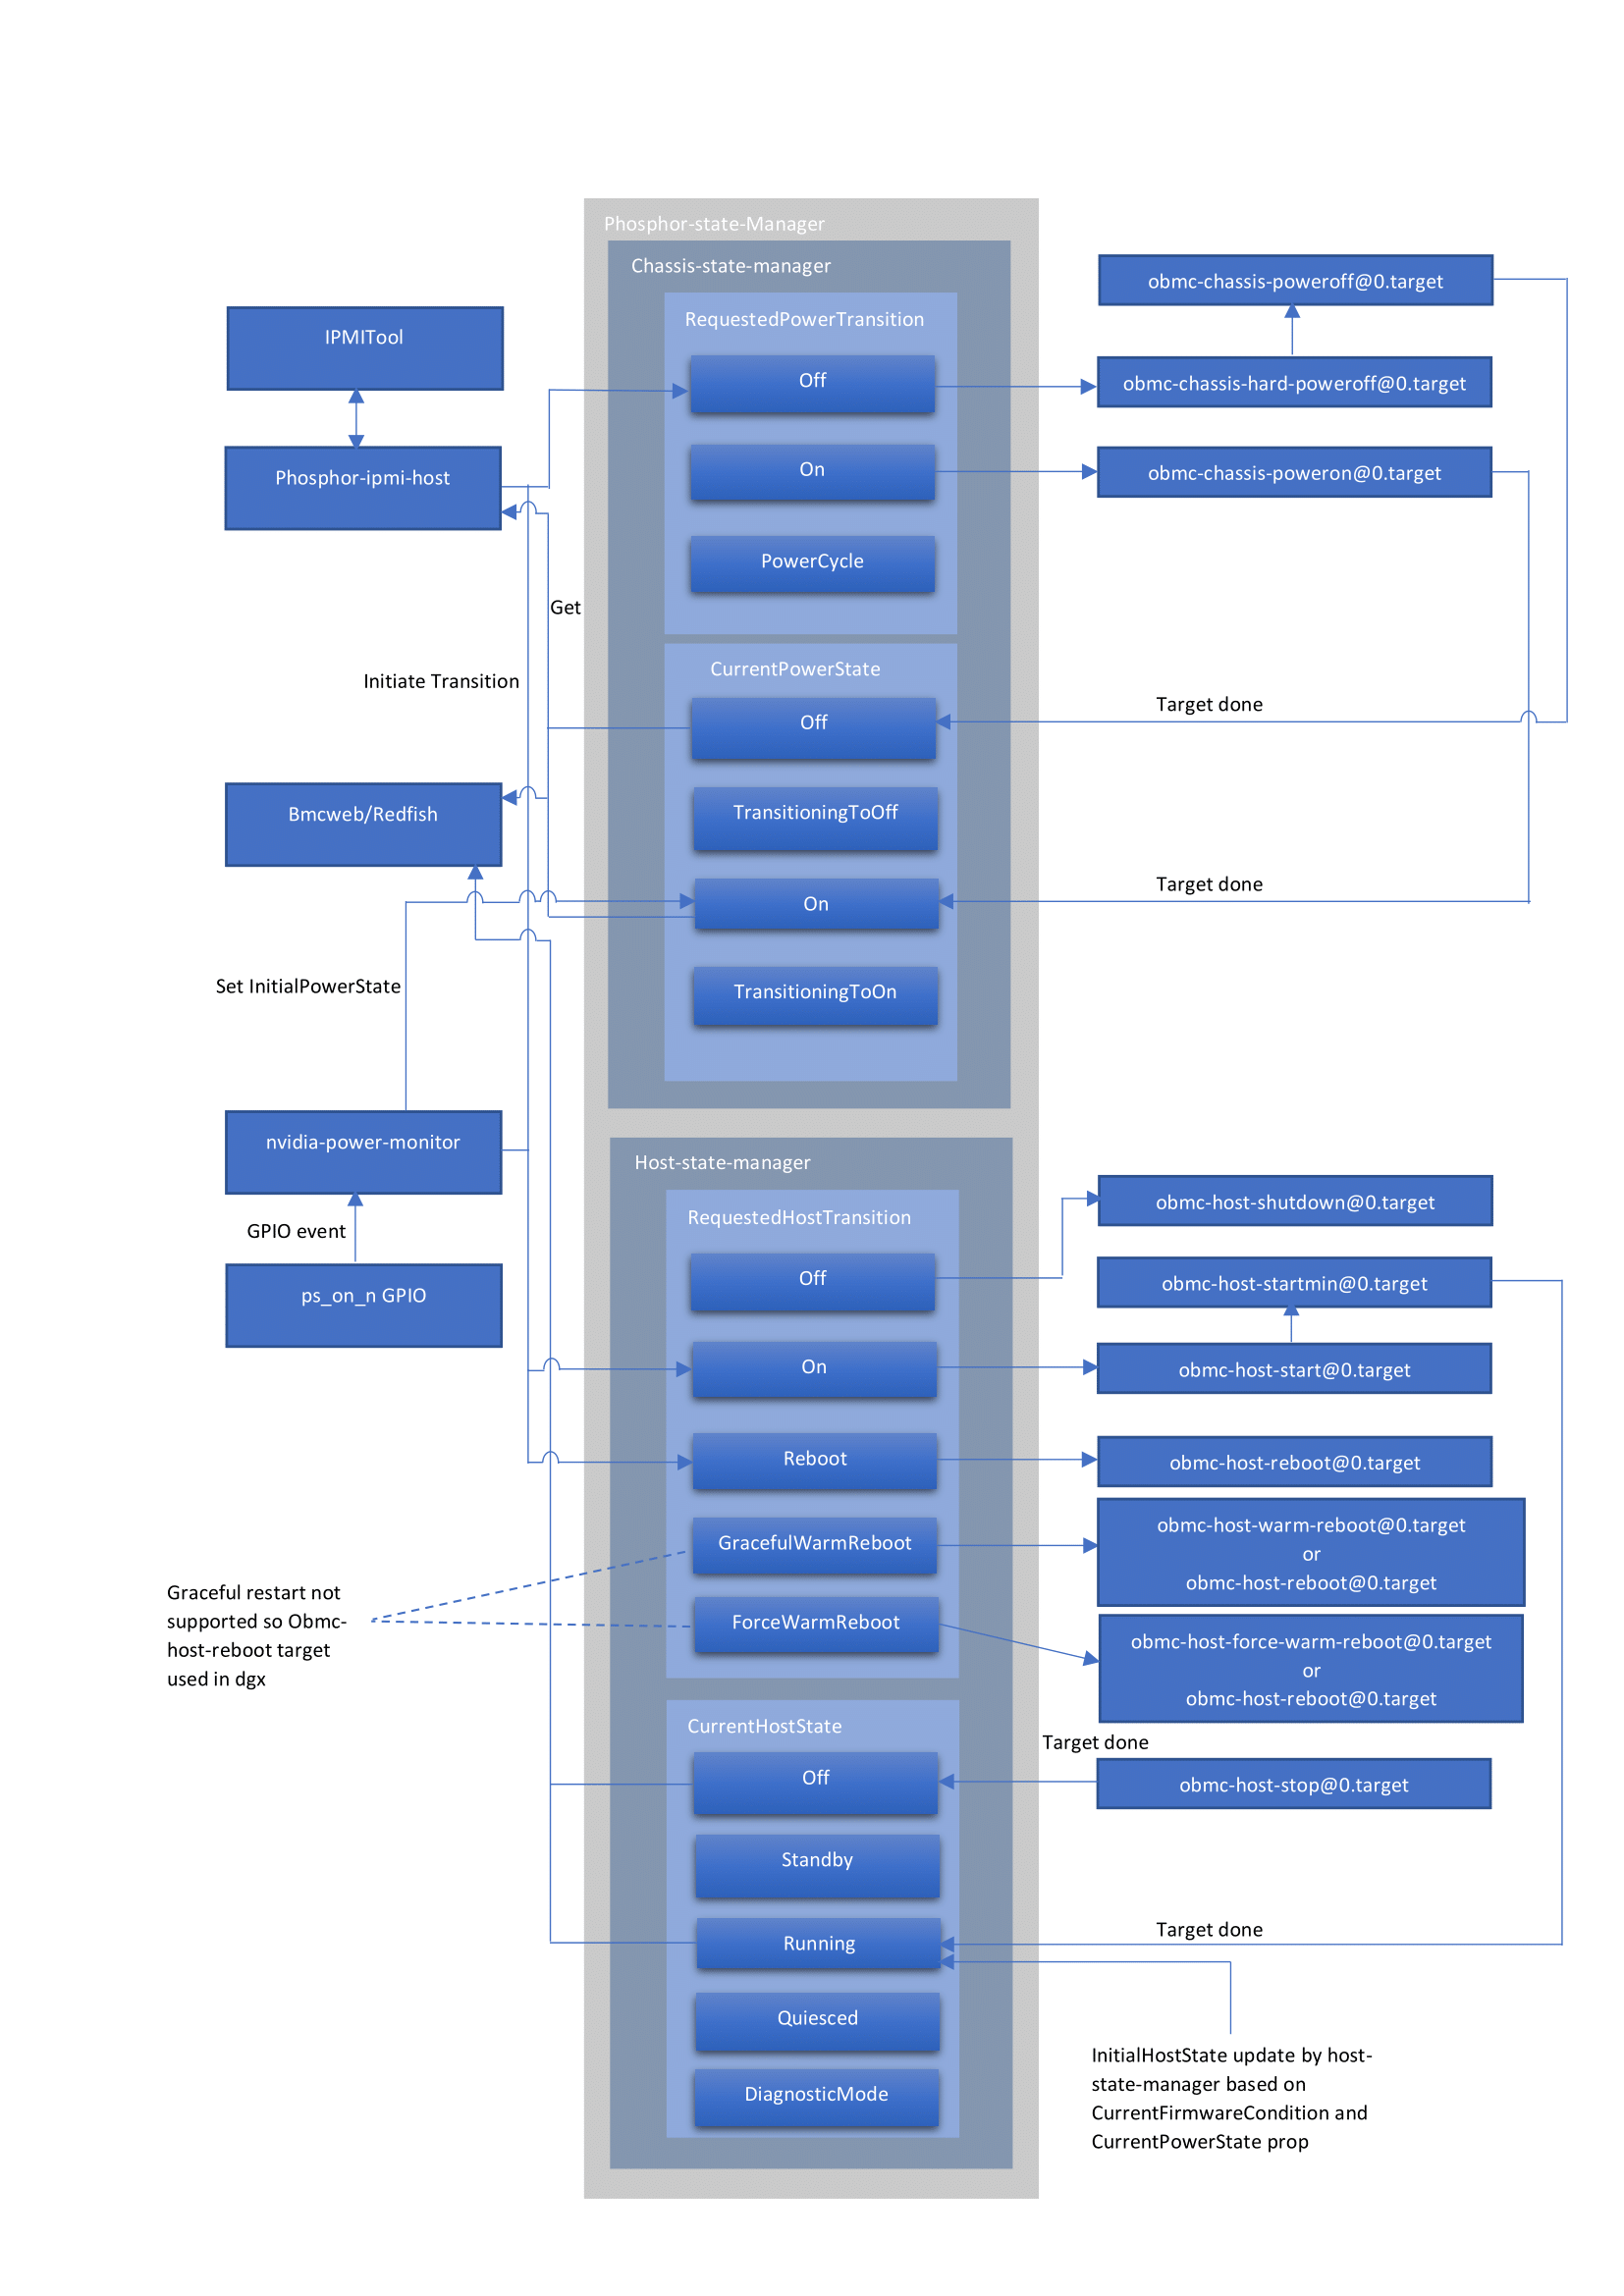 Phosphor-state-Manager
Chassis-state-manager
RequestedPowerTransition
Off
On
PowerCycle
obmc-chassis-poweroff@0.target
obmc-chassis-hard-poweroff@0.target
obmc-chassis-poweron@0.target
IPMITool
Phosphor-ipmi-host
Get
Initiate Transition
CurrentPowerState
Off
TransitioningToOff
On
TransitioningToOn
Target done
Target done
Bmcweb/Redfish
Set InitialPowerState
nvidia-power-monitor
GPIO event
ps_on_n GPIO
Host-state-manager
RequestedHostTransition
Off
On
Reboot
GracefulWarmReboot
ForceWarmReboot
obmc-host-shutdown@0.target
obmc-host-startmin@0.target
obmc-host-start@0.target
obmc-host-reboot@0.target
obmc-host-warm-reboot@0.target
or
obmc-host-reboot@0.target
obmc-host-force-warm-reboot@0.target
or
obmc-host-reboot@0.target
Graceful restart not
supported so Obmc-
host-reboot target
used in dgx
CurrentHostState
Off
Standby
Running
Quiesced
DiagnosticMode
Target done
obmc-host-stop@0.target
Target done
InitialHostState update by host-
state-manager based on
CurrentFirmwareCondition and
CurrentPowerState prop